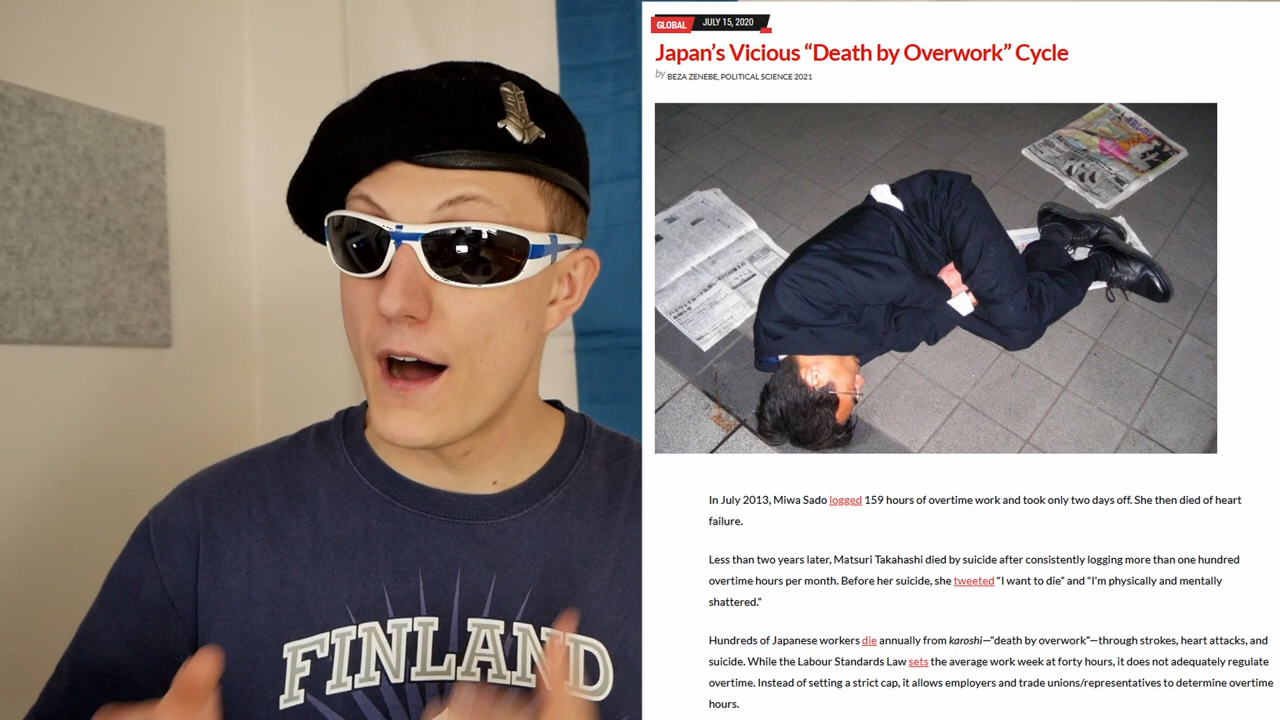 GLOBAL
JULY 15, 2020
Japan’s Vicious “Death by Overwork” Cycle
by BEZA ZENEBE, POLITICAL SCIENCE 2021
In July 2013, Miwa Sado logged 159 hours of overtime work and took only two days off. She then died of heart
failure.
Less than two years later, Matsuri Takahashi died by suicide after consistently logging more than one hundred
overtime hours per month. Before her suicide, she tweeted “I want to die” and “I’m physically and mentally
shattered.”
Hundreds of Japanese workers die annually from karoshi—“death by overwork”—through strokes, heart attacks, and
suicide. While the Labour Standards Law sets the average work week at forty hours, it does not adequately regulate
overtime. Instead of setting a strict cap, it allows employers and trade unions/representatives to determine overtime
hours.
FINLAND